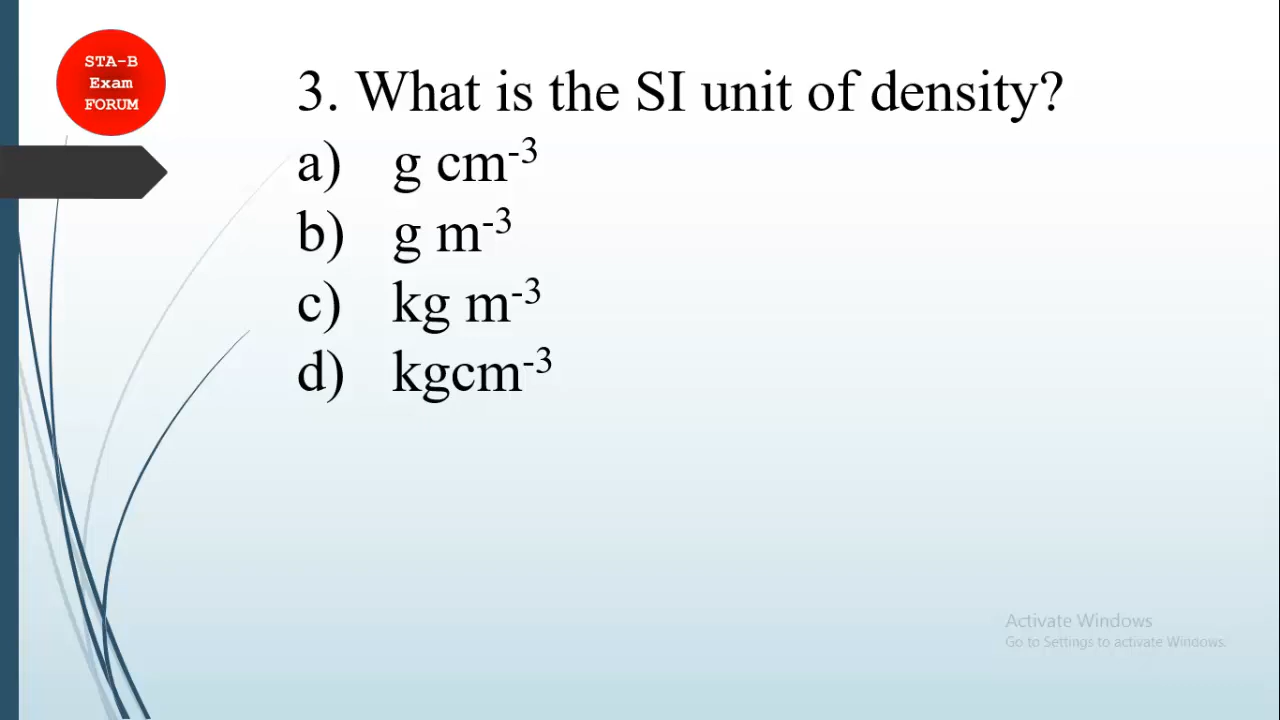 STA-B
Exam
FORUM
3. What is the SI unit of density?
a) g cm⁻³
b) g m⁻³
c) kg m⁻³
d) kgcm⁻³
Activate Windows
Go to Settings to activate Windows.